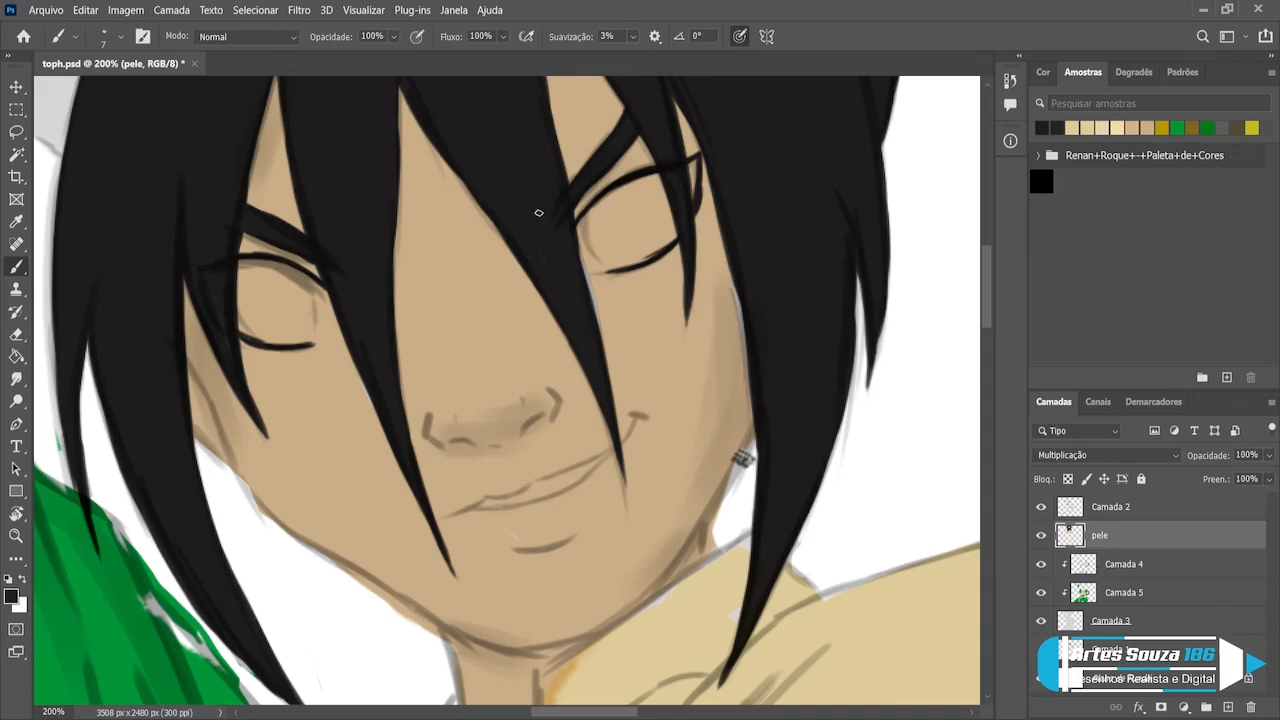 Ps Arquivo Editar Imagem Camada Texto Selecionar Filtro 3D Visualizar Plug-ins Janela Ajuda
7 Modo: Normal Opacidade: 100% Fluxo: 100% Suavização: 3% 0°
toph.psd @ 200% (pele, RGB/8) * ×
Cor Amostras Degradês Padrões
Pesquisar amostras
Renan+Roque+-+Paleta+de+Cores
Camadas Canais Demarcadores
Tipo
Multiplicação Opacidade: 100%
Bloq.: Preen.: 100%
Camada 2
pele
Camada 4
Camada 5
Camada 3
Artes Souza 186
Desenhos Realista e Digital
200% 3508 px x 2480 px (300 ppi)